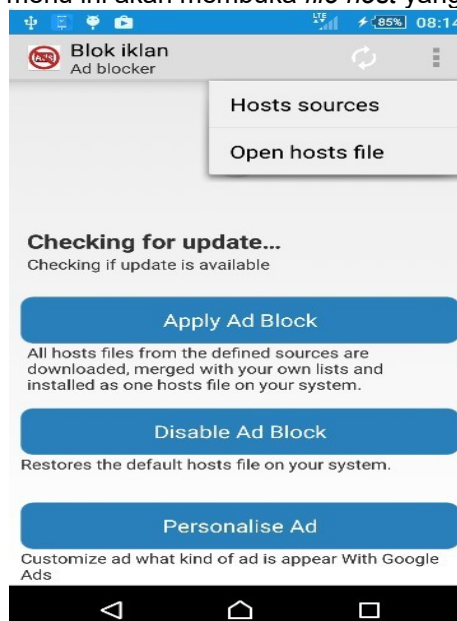 menu ini akan membuka file host yang
LTE 85% 08:14
Blok iklan
Ad blocker
Hosts sources
Open hosts file
Checking for update...
Checking if update is available
Apply Ad Block
All hosts files from the defined sources are
downloaded, merged with your own lists and
installed as one hosts file on your system.
Disable Ad Block
Restores the default hosts file on your system.
Personalise Ad
Customize ad what kind of ad is appear With Google
Ads